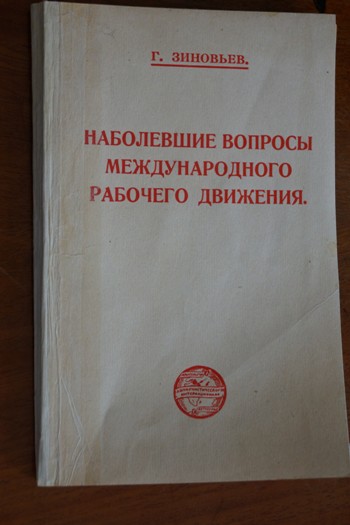 Г. ЗИНОВЬЕВ.
НАБОЛЕВШИЕ ВОПРОСЫ
МЕЖДУНАРОДНОГО
РАБОЧЕГО ДВИЖЕНИЯ.